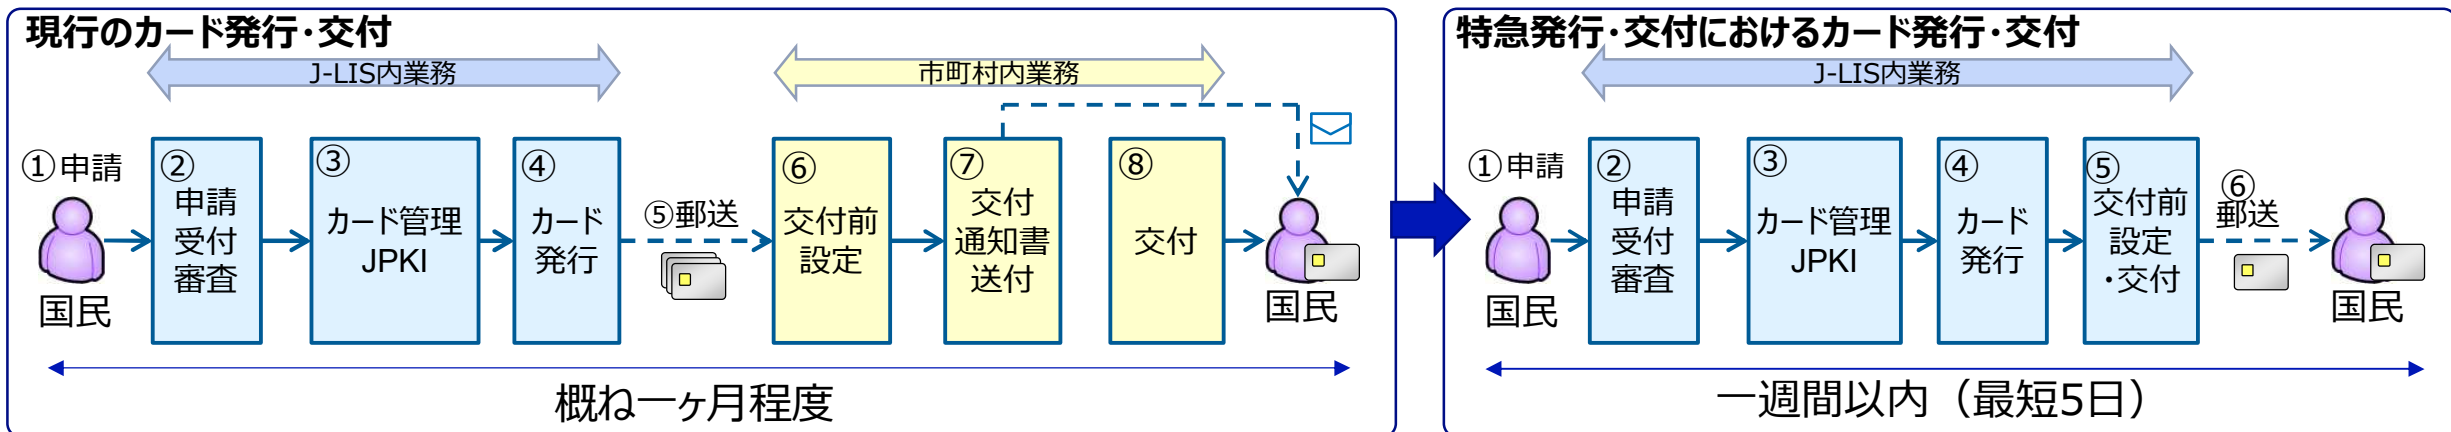 現行のカード発行・交付
J-LIS内業務
市町村内業務
①申請
国民
②
申請
受付
審査
③
カード管理
JPKI
④
カード
発行
⑤郵送
⑥
交付前
設定
⑦
交付
通知書
送付
⑧
交付
国民
概ね一ヶ月程度
特急発行・交付におけるカード発行・交付
J-LIS内業務
①申請
国民
②
申請
受付
審査
③
カード管理
JPKI
④
カード
発行
⑤
交付前
設定
・交付
⑥
郵送
国民
一週間以内（最短5日）